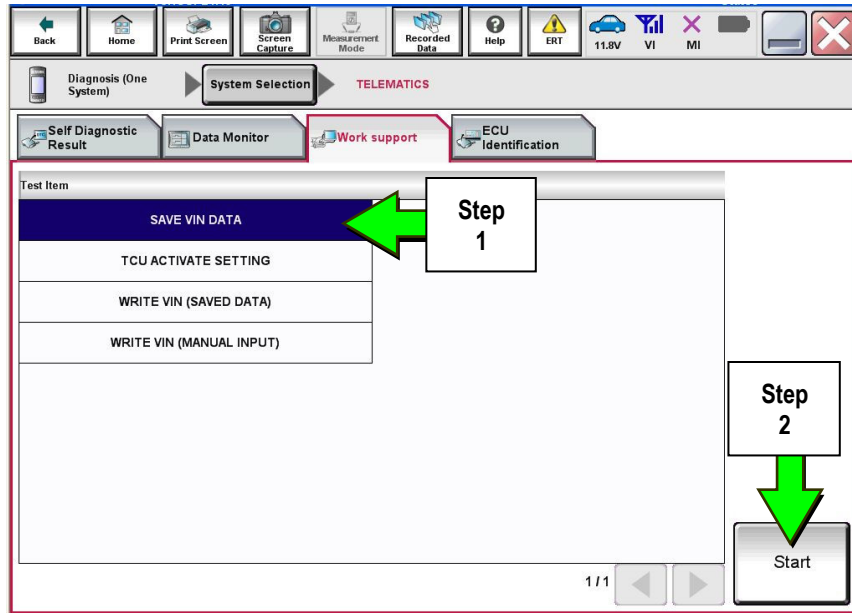 Back
Home
Print Screen
Screen
Capture
Measurement
Mode
Recorded
Data
Help
ERT
11.8V
VI
MI
Diagnosis (One
System)
System Selection
TELEMATICS
Self Diagnostic
Result
Data Monitor
Work support
ECU
Identification
Test Item
SAVE VIN DATA
TCU ACTIVATE SETTING
WRITE VIN (SAVED DATA)
WRITE VIN (MANUAL INPUT)
Step
1
Step
2
Start
1/1